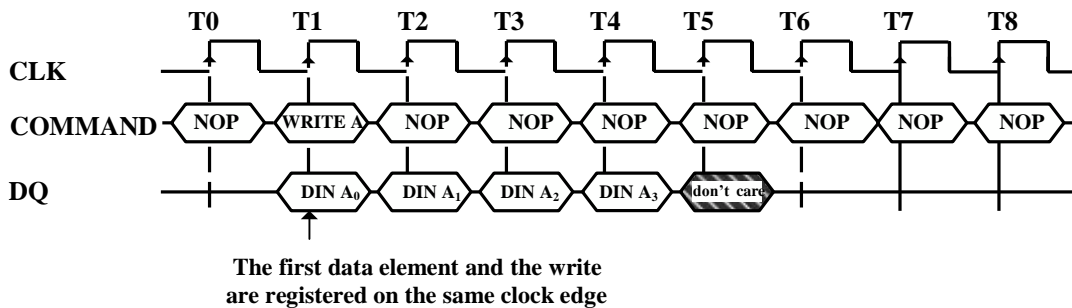 T0 T1 T2 T3 T4 T5 T6 T7 T8
CLK
COMMAND NOP WRITE A NOP NOP NOP NOP NOP NOP NOP
DQ DIN A₀ DIN A₁ DIN A₂ DIN A₃ don't care
The first data element and the write
are registered on the same clock edge